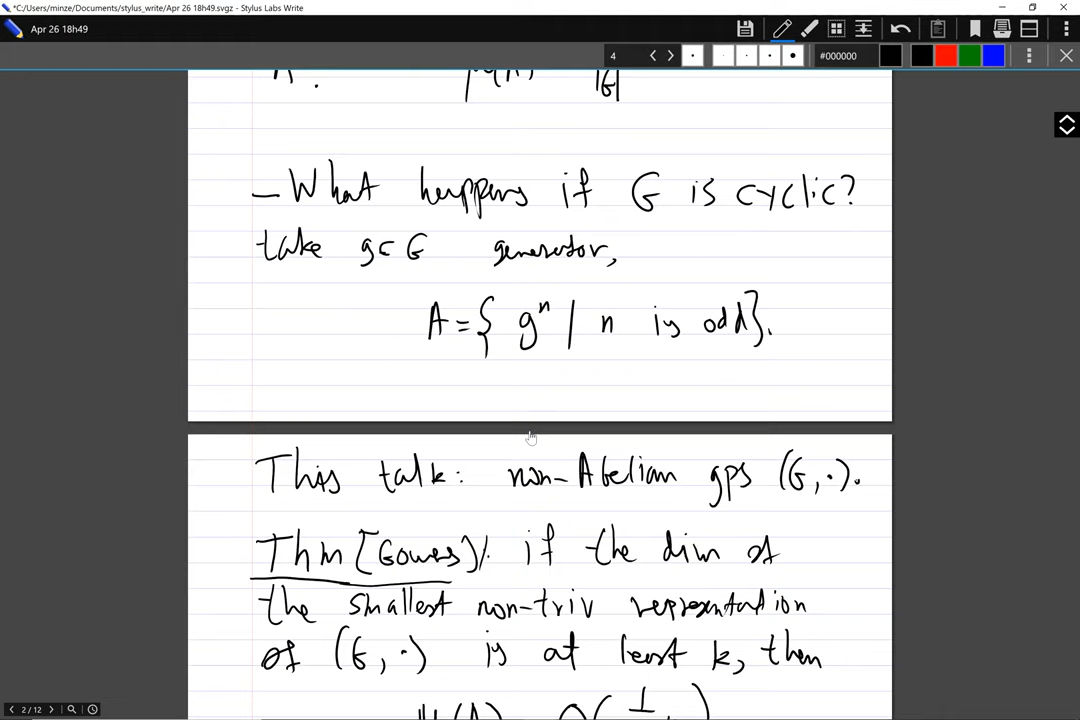 *C:/Users/minze/Documents/stylus_write/Apr 26 18h49.svgz - Stylus Labs Write
Apr 26 18h49
4
#000000
A. μ(A) |G|
– What happens if G is cyclic?
take g∈G generator,
A = { g^n | n is odd }.
This talk: non-Abelian gps (G, ·).
Thm [Gowers]: if the dim of
the smallest non-triv representation
of (G, ·) is at least k, then
μ(A)
2 / 12